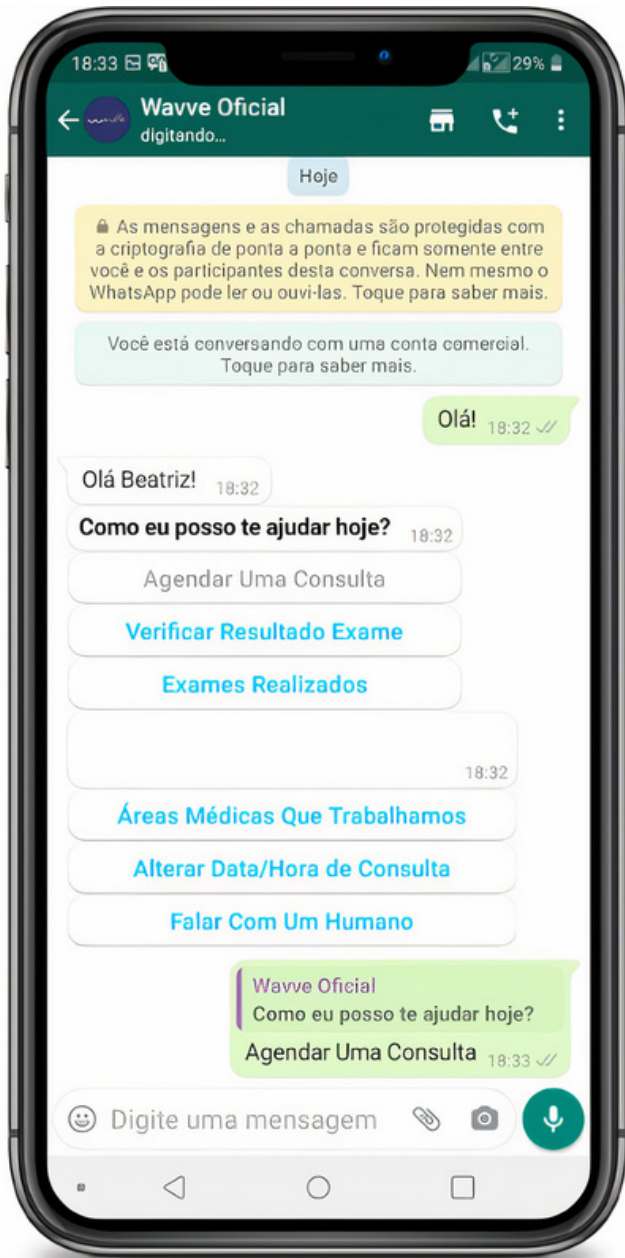 18:33
29%
Wavve Oficial
digitando...
Hoje
As mensagens e as chamadas são protegidas com
a criptografia de ponta a ponta e ficam somente entre
você e os participantes desta conversa. Nem mesmo o
WhatsApp pode ler ou ouvi-las. Toque para saber mais.
Você está conversando com uma conta comercial.
Toque para saber mais.
Olá! 18:32
Olá Beatriz! 18:32
Como eu posso te ajudar hoje? 18:32
Agendar Uma Consulta
Verificar Resultado Exame
Exames Realizados
18:32
Áreas Médicas Que Trabalhamos
Alterar Data/Hora de Consulta
Falar Com Um Humano
Wavve Oficial
Como eu posso te ajudar hoje?
Agendar Uma Consulta 18:33
Digite uma mensagem